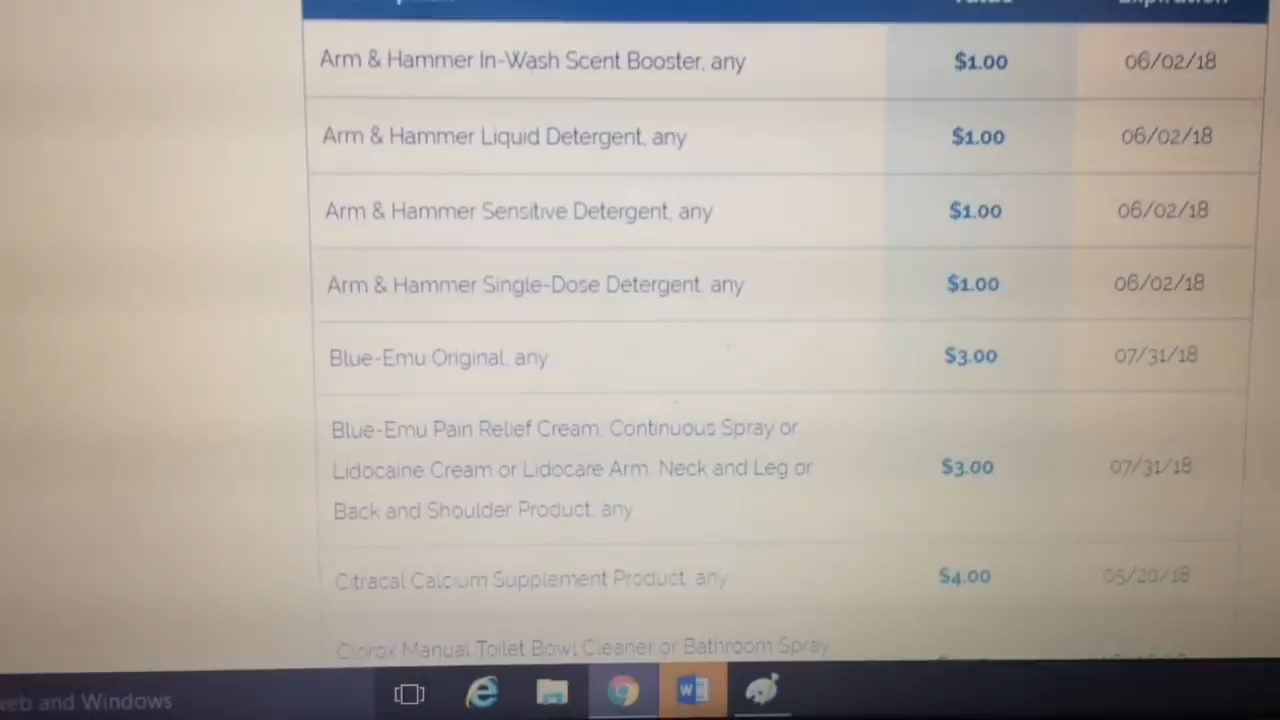 Arm & Hammer In-Wash Scent Booster, any $1.00 06/02/18
Arm & Hammer Liquid Detergent, any $1.00 06/02/18
Arm & Hammer Sensitive Detergent, any $1.00 06/02/18
Arm & Hammer Single-Dose Detergent, any $1.00 06/02/18
Blue-Emu Original, any $3.00 07/31/18
Blue-Emu Pain Relief Cream, Continuous Spray or
Lidocaine Cream or Lidocare Arm, Neck and Leg or $3.00 07/31/18
Back and Shoulder Product, any
Citracal Calcium Supplement Product, any $4.00 05/20/18
Clorox Manual Toilet Bowl Cleaner or Bathroom Spray
web and Windows